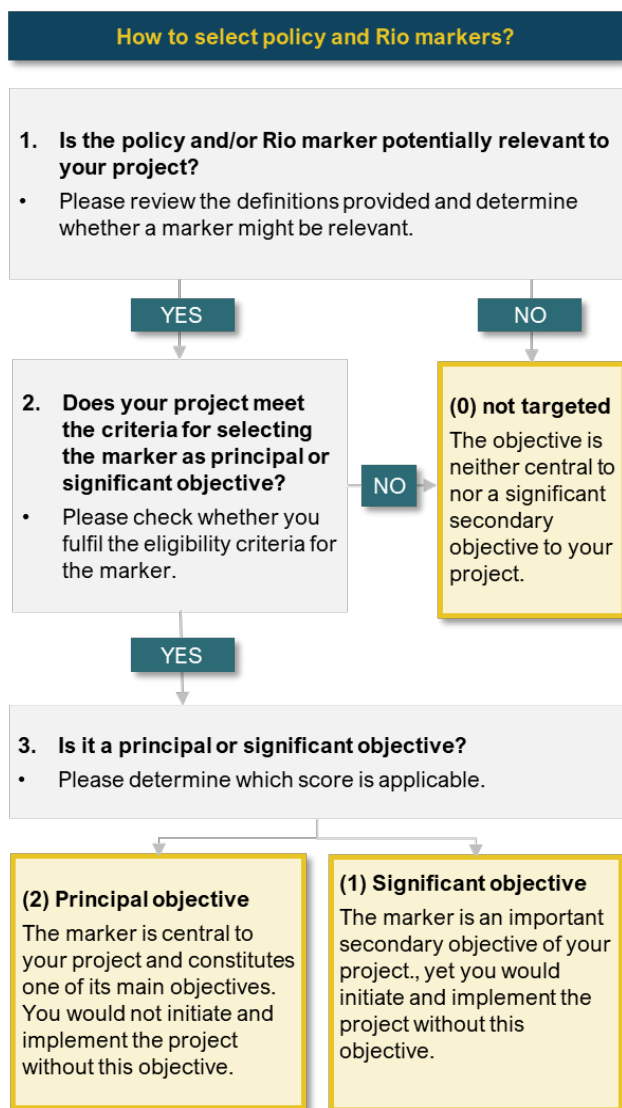 How to select policy and Rio markers?
1. Is the policy and/or Rio marker potentially relevant to
your project?
• Please review the definitions provided and determine
whether a marker might be relevant.
YES
NO
2. Does your project meet
the criteria for selecting
the marker as principal or
significant objective?
• Please check whether you
fulfil the eligibility criteria for
the marker.
NO
(0) not targeted
The objective is
neither central to
nor a significant
secondary
objective to your
project.
YES
3. Is it a principal or significant objective?
• Please determine which score is applicable.
(2) Principal objective
The marker is central to
your project and constitutes
one of its main objectives.
You would not initiate and
implement the project
without this objective.
(1) Significant objective
The marker is an important
secondary objective of your
project., yet you would
initiate and implement the
project without this
objective.